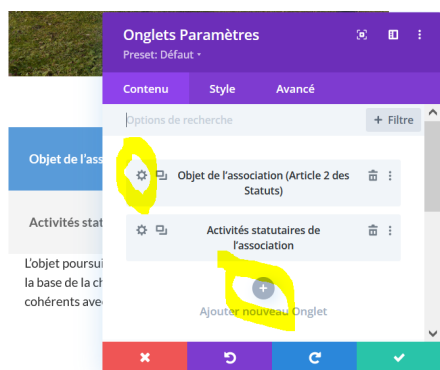 Onglets Paramètres
Preset: Défaut
Contenu Style Avancé
Options de recherche + Filtre
Objet de l'ass
Objet de l'association (Article 2 des
Statuts)
Activités stat
Activités statutaires de
l'association
L'objet poursui
la base de la ch
cohérents ave
Ajouter nouveau Onglet